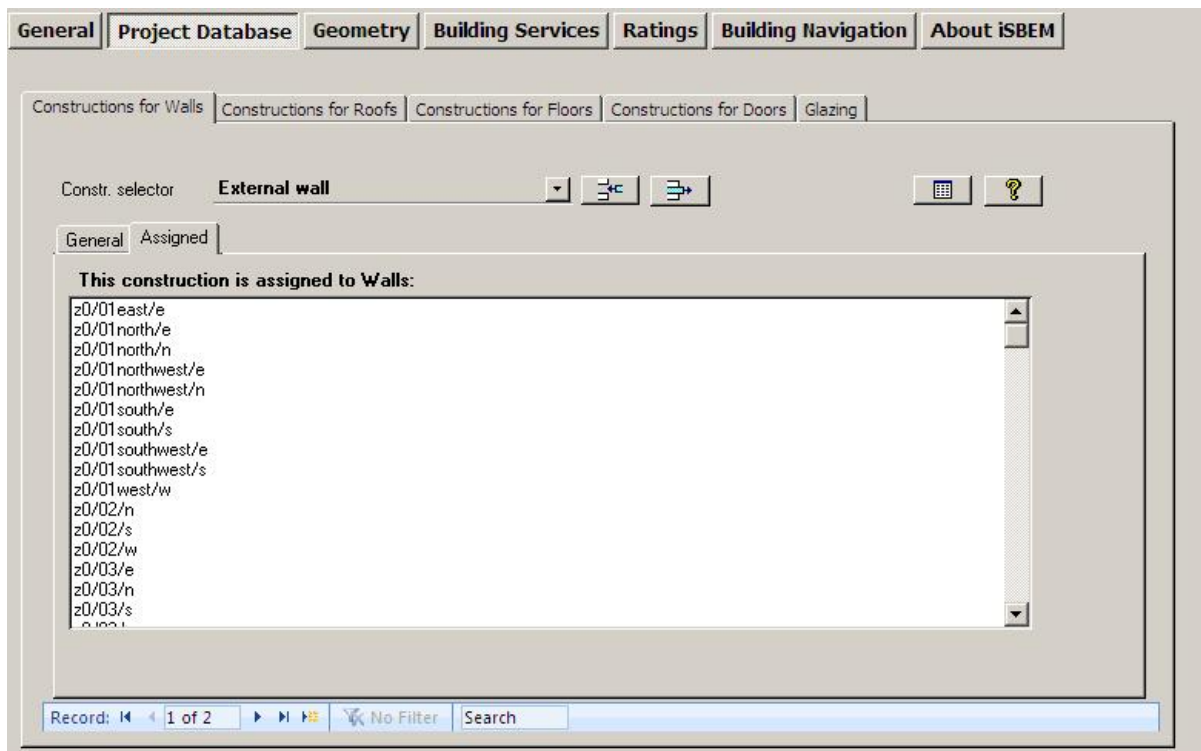 General Project Database Geometry Building Services Ratings Building Navigation About iSBEM
Constructions for Walls Constructions for Roofs Constructions for Floors Constructions for Doors Glazing
Constr. selector External wall
General Assigned
This construction is assigned to Walls:
z0/01east/e
z0/01north/e
z0/01north/n
z0/01northwest/e
z0/01northwest/n
z0/01south/e
z0/01south/s
z0/01southwest/e
z0/01southwest/s
z0/01west/w
z0/02/n
z0/02/s
z0/02/w
z0/03/e
z0/03/n
z0/03/s
Record: 1 of 2 No Filter Search